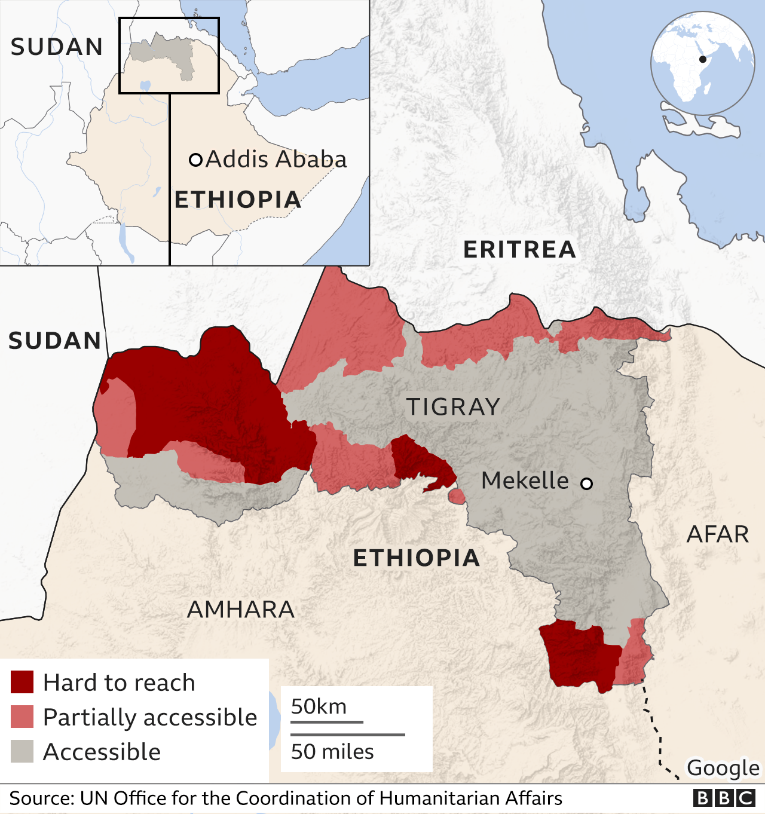 SUDAN
Addis Ababa
ETHIOPIA
ERITREA
SUDAN
TIGRAY
Mekelle
AFAR
ETHIOPIA
AMHARA
Hard to reach
Partially accessible
Accessible
50km
50 miles
Google
Source: UN Office for the Coordination of Humanitarian Affairs
BBC